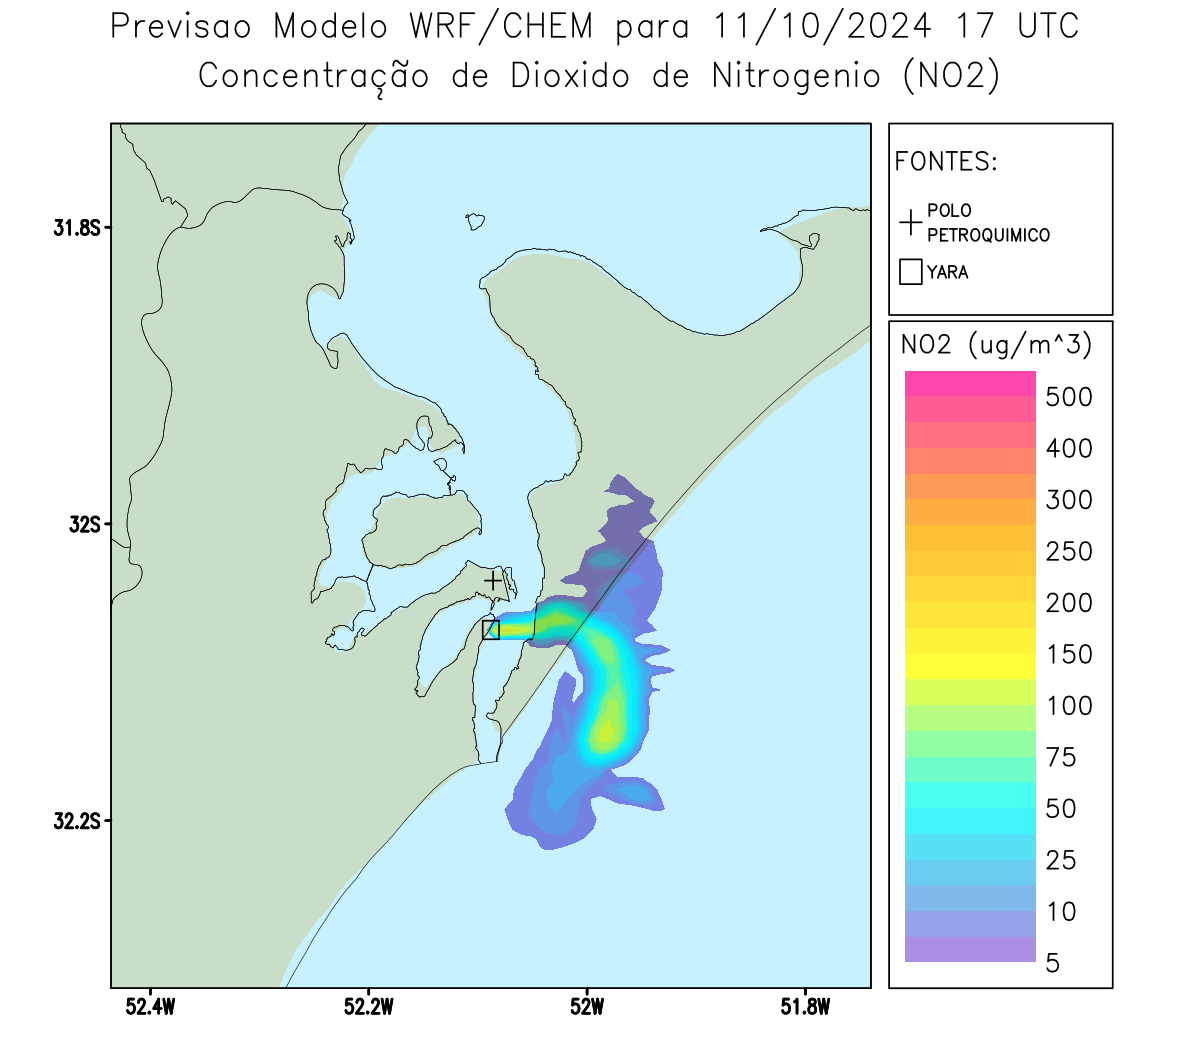 Previsao Modelo WRF/CHEM para 11/10/2024 17 UTC
Concentração de Dioxido de Nitrogenio (NO2)
FONTES:
POLO
PETROQUIMICO
YARA
NO2 (ug/m^3)
500
400
300
250
200
150
100
75
50
25
10
5
31.8S
32S
32.2S
52.4W
52.2W
52W
51.8W